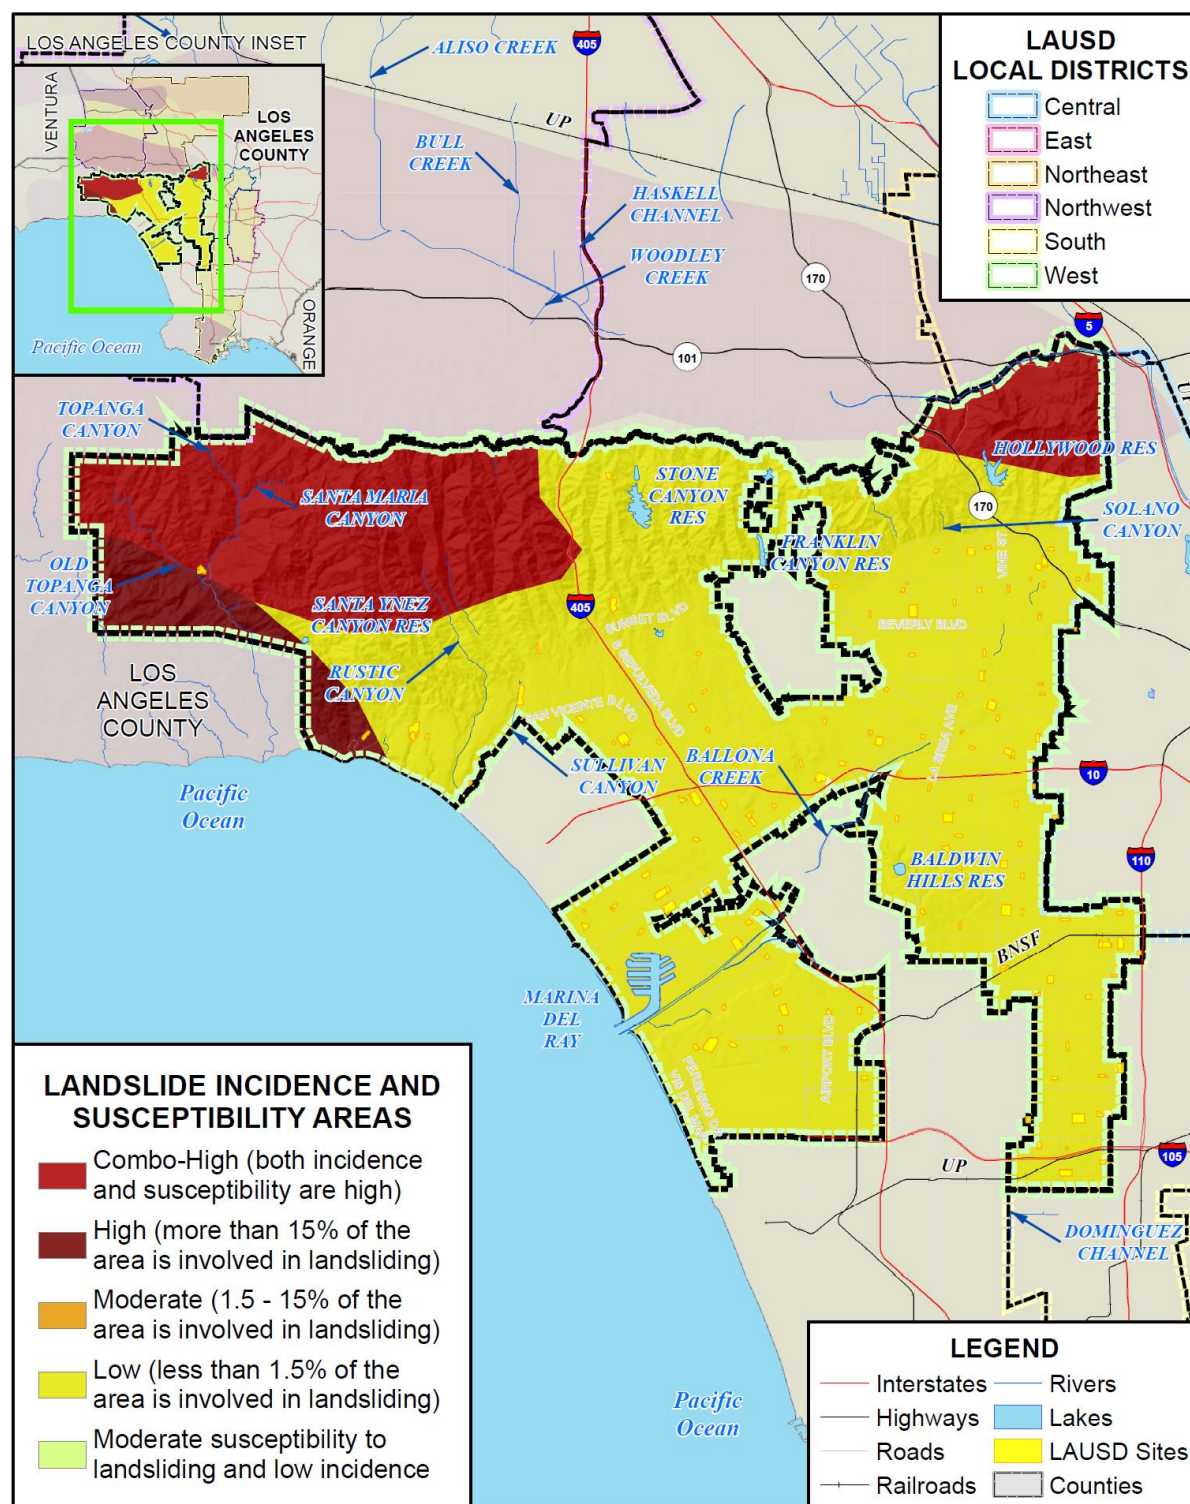 LOS ANGELES COUNTY INSET
VENTURA
LOS
ANGELES
COUNTY
ORANGE
Pacific Ocean
ALISO CREEK
405
UP
BULL
CREEK
HASKELL
CHANNEL
WOODLEY
CREEK
170
101
5
UP
LAUSD
LOCAL DISTRICTS
Central
East
Northeast
Northwest
South
West
TOPANGA
CANYON
SANTA MARIA
CANYON
STONE
CANYON
RES
HOLLYWOOD RES
170
SOLANO
CANYON
FRANKLIN
CANYON RES
VINE ST
OLD
TOPANGA
CANYON
SANTA YNEZ
CANYON RES
405
SUNSET BLVD
BEVERLY BLVD
S SEPULVEDA BLVD
RUSTIC
CANYON
LOS
ANGELES
COUNTY
SAN VICENTE BLVD
LA BREA AVE
SULLIVAN
CANYON
BALLONA
CREEK
10
Pacific
Ocean
110
BALDWIN
HILLS RES
BNSF
MARINA
DEL
RAY
PERSHING DR
VIS DEL MAR
AIRPORT BLVD
UP
105
DOMINGUEZ
CHANNEL
Pacific
Ocean
LANDSLIDE INCIDENCE AND
SUSCEPTIBILITY AREAS
Combo-High (both incidence
and susceptibility are high)
High (more than 15% of the
area is involved in landsliding)
Moderate (1.5 - 15% of the
area is involved in landsliding)
Low (less than 1.5% of the
area is involved in landsliding)
Moderate susceptibility to
landsliding and low incidence
LEGEND
Interstates
Rivers
Highways
Lakes
Roads
LAUSD Sites
Railroads
Counties